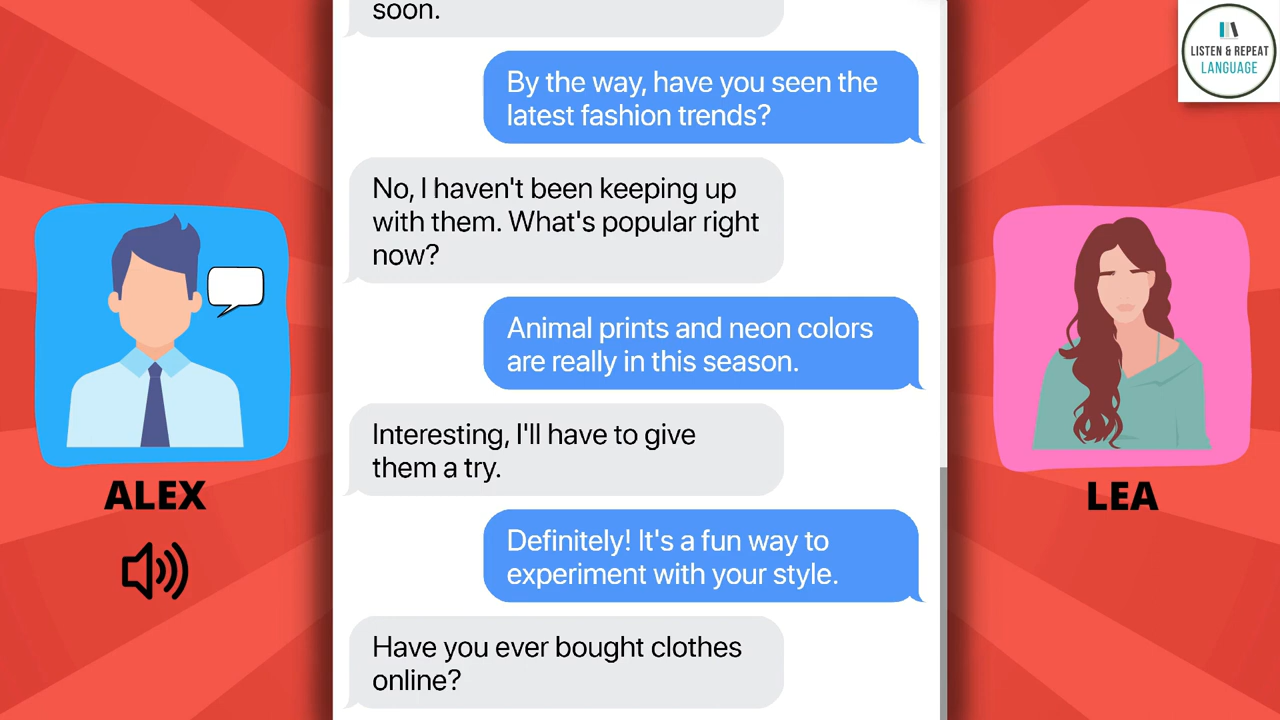 soon.
By the way, have you seen the
latest fashion trends?
No, I haven't been keeping up
with them. What's popular right
now?
Animal prints and neon colors
are really in this season.
Interesting, I'll have to give
them a try.
Definitely! It's a fun way to
experiment with your style.
Have you ever bought clothes
online?
ALEX
LEA
LISTEN & REPEAT
LANGUAGE